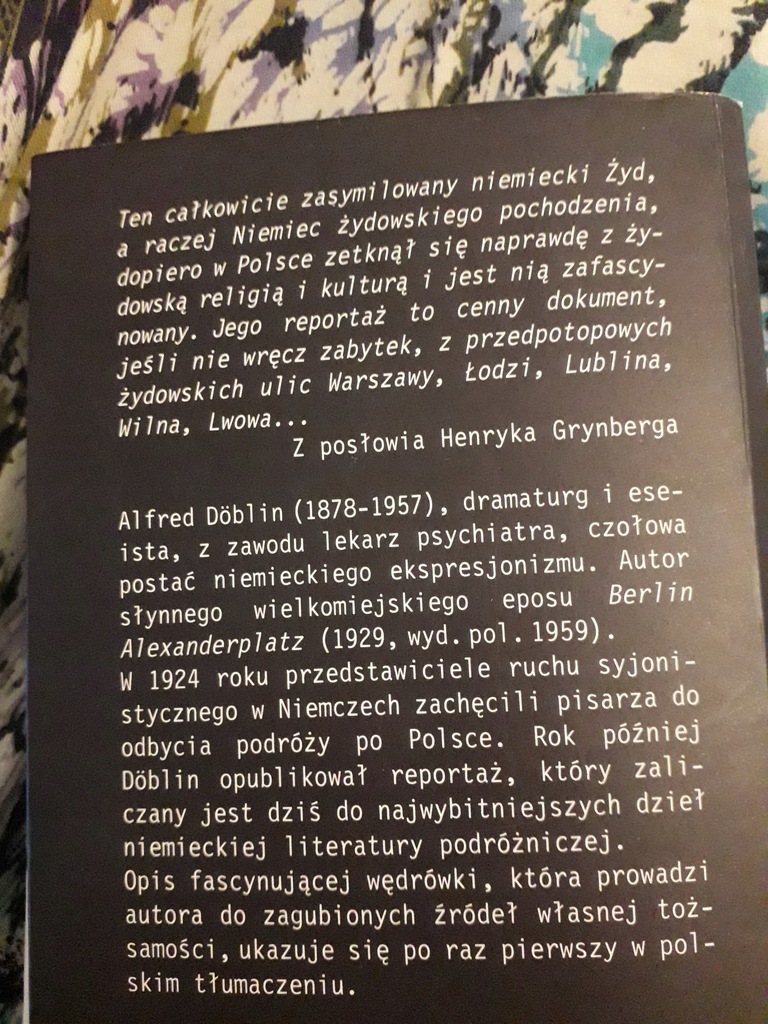 Ten całkowicie zasymilowany niemiecki Żyd,
a raczej Niemiec żydowskiego pochodzenia,
dopiero w Polsce zetknął się naprawdę z ży-
dowską religią i kulturą i jest nią zafascy-
nowany. Jego reportaż to cenny dokument,
jeśli nie wręcz zabytek, z przedpotopowych
żydowskich ulic Warszawy, Łodzi, Lublina,
Wilna, Lwowa...
Z posłowia Henryka Grynberga
Alfred Döblin (1878-1957), dramaturg i ese-
ista, z zawodu lekarz psychiatra, czołowa
postać niemieckiego ekspresjonizmu. Autor
słynnego wielkomiejskiego eposu Berlin
Alexanderplatz (1929, wyd. pol. 1959).
W 1924 roku przedstawiciele ruchu syjoni-
stycznego w Niemczech zachęcili pisarza do
odbycia podróży po Polsce. Rok później
Döblin opublikował reportaż, który zali-
czany jest dziś do najwybitniejszych dzieł
niemieckiej literatury podróżniczej.
Opis fascynującej wędrówki, która prowadzi
autora do zagubionych źródeł własnej toż-
samości, ukazuje się po raz pierwszy w pol-
skim tłumaczeniu.